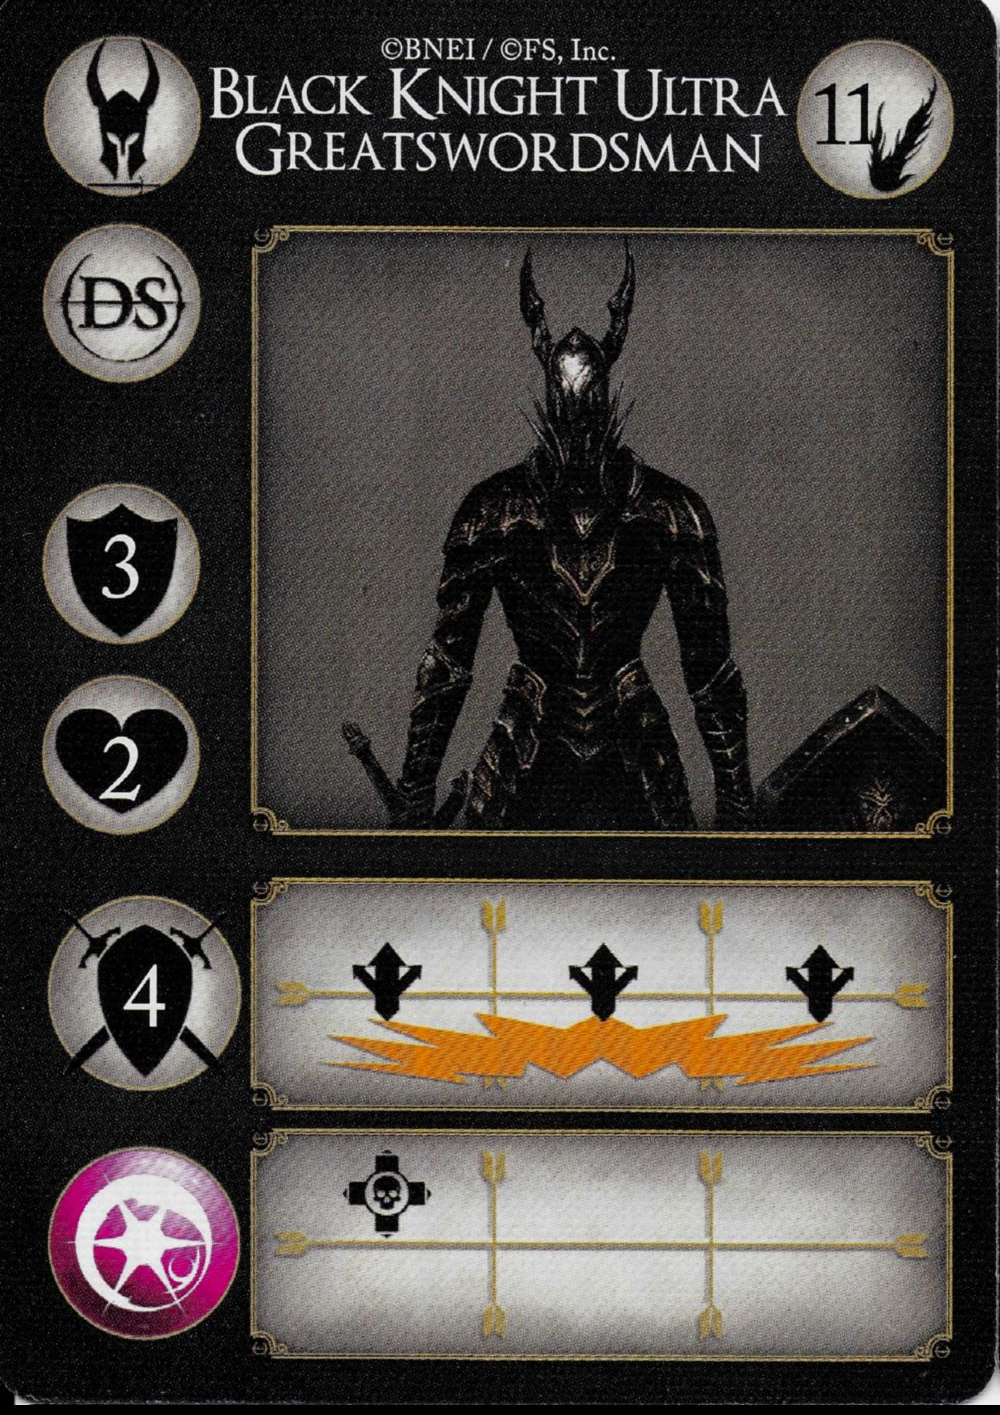 ©BNEI / ©FS, Inc.
BLACK KNIGHT ULTRA
GREATSWORDSMAN
11
DS
3
2
4